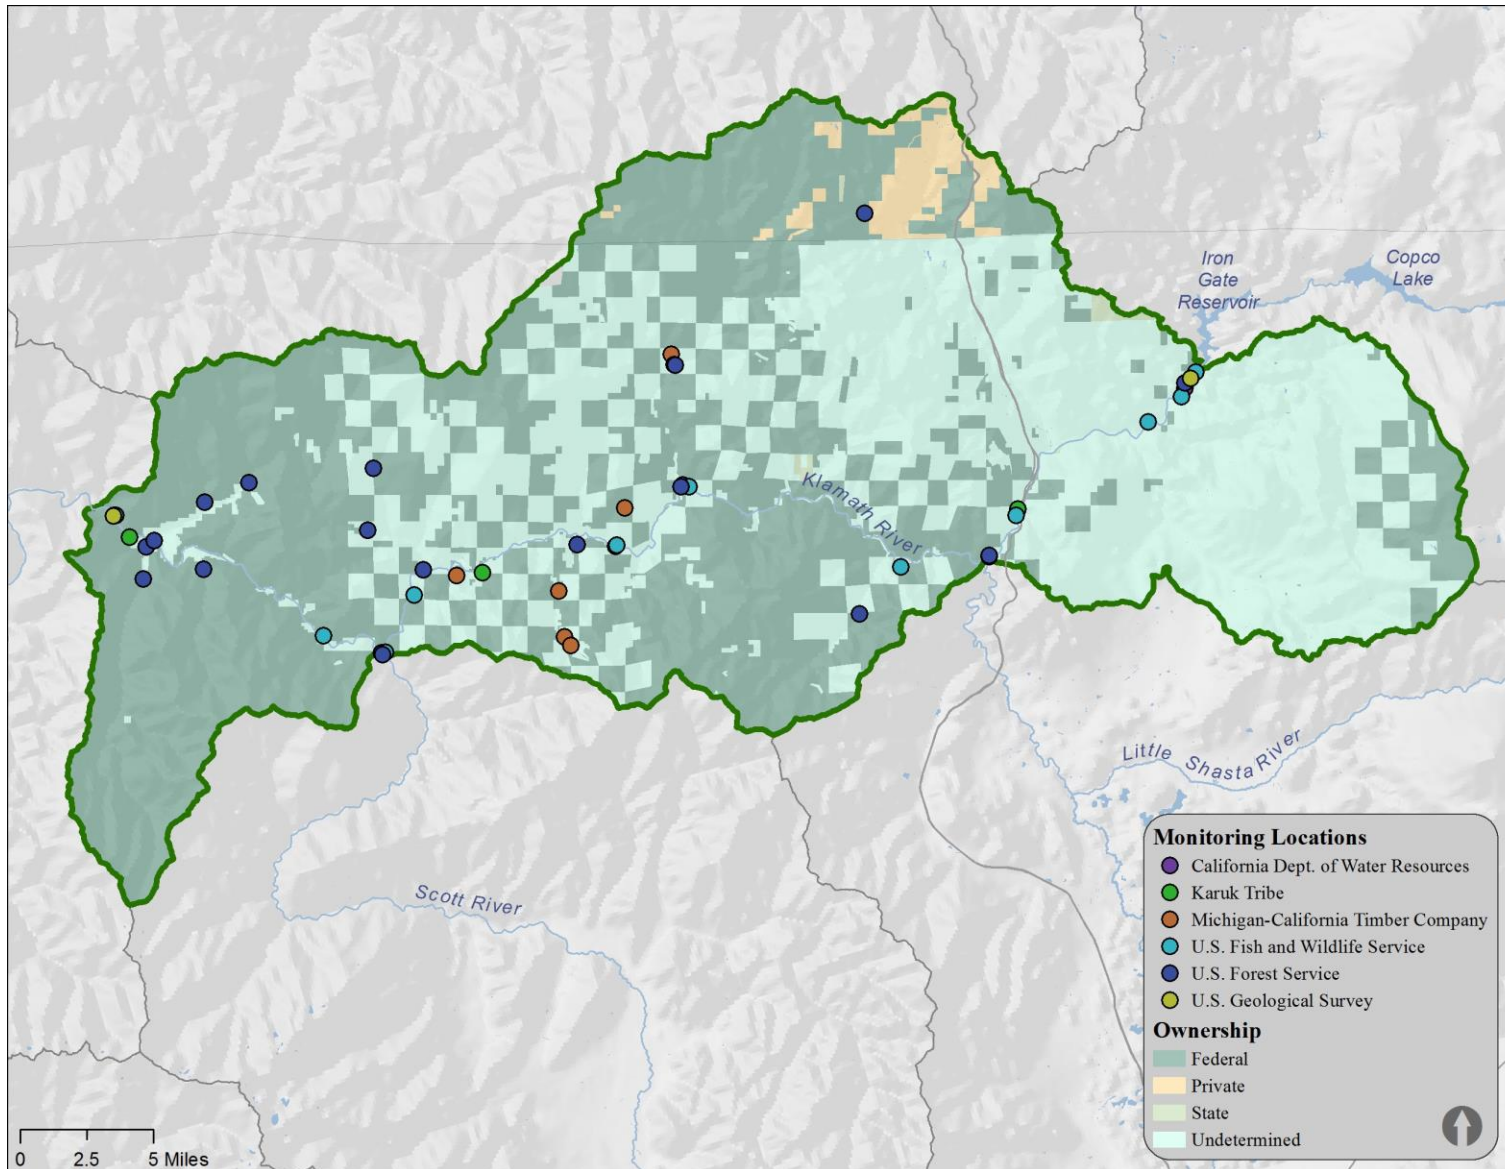 Iron
Gate
Reservoir
Copco
Lake
Klamath River
Little Shasta River
Scott River
Monitoring Locations
California Dept. of Water Resources
Karuk Tribe
Michigan-California Timber Company
U.S. Fish and Wildlife Service
U.S. Forest Service
U.S. Geological Survey
Ownership
Federal
Private
State
Undetermined
0 2.5 5 Miles